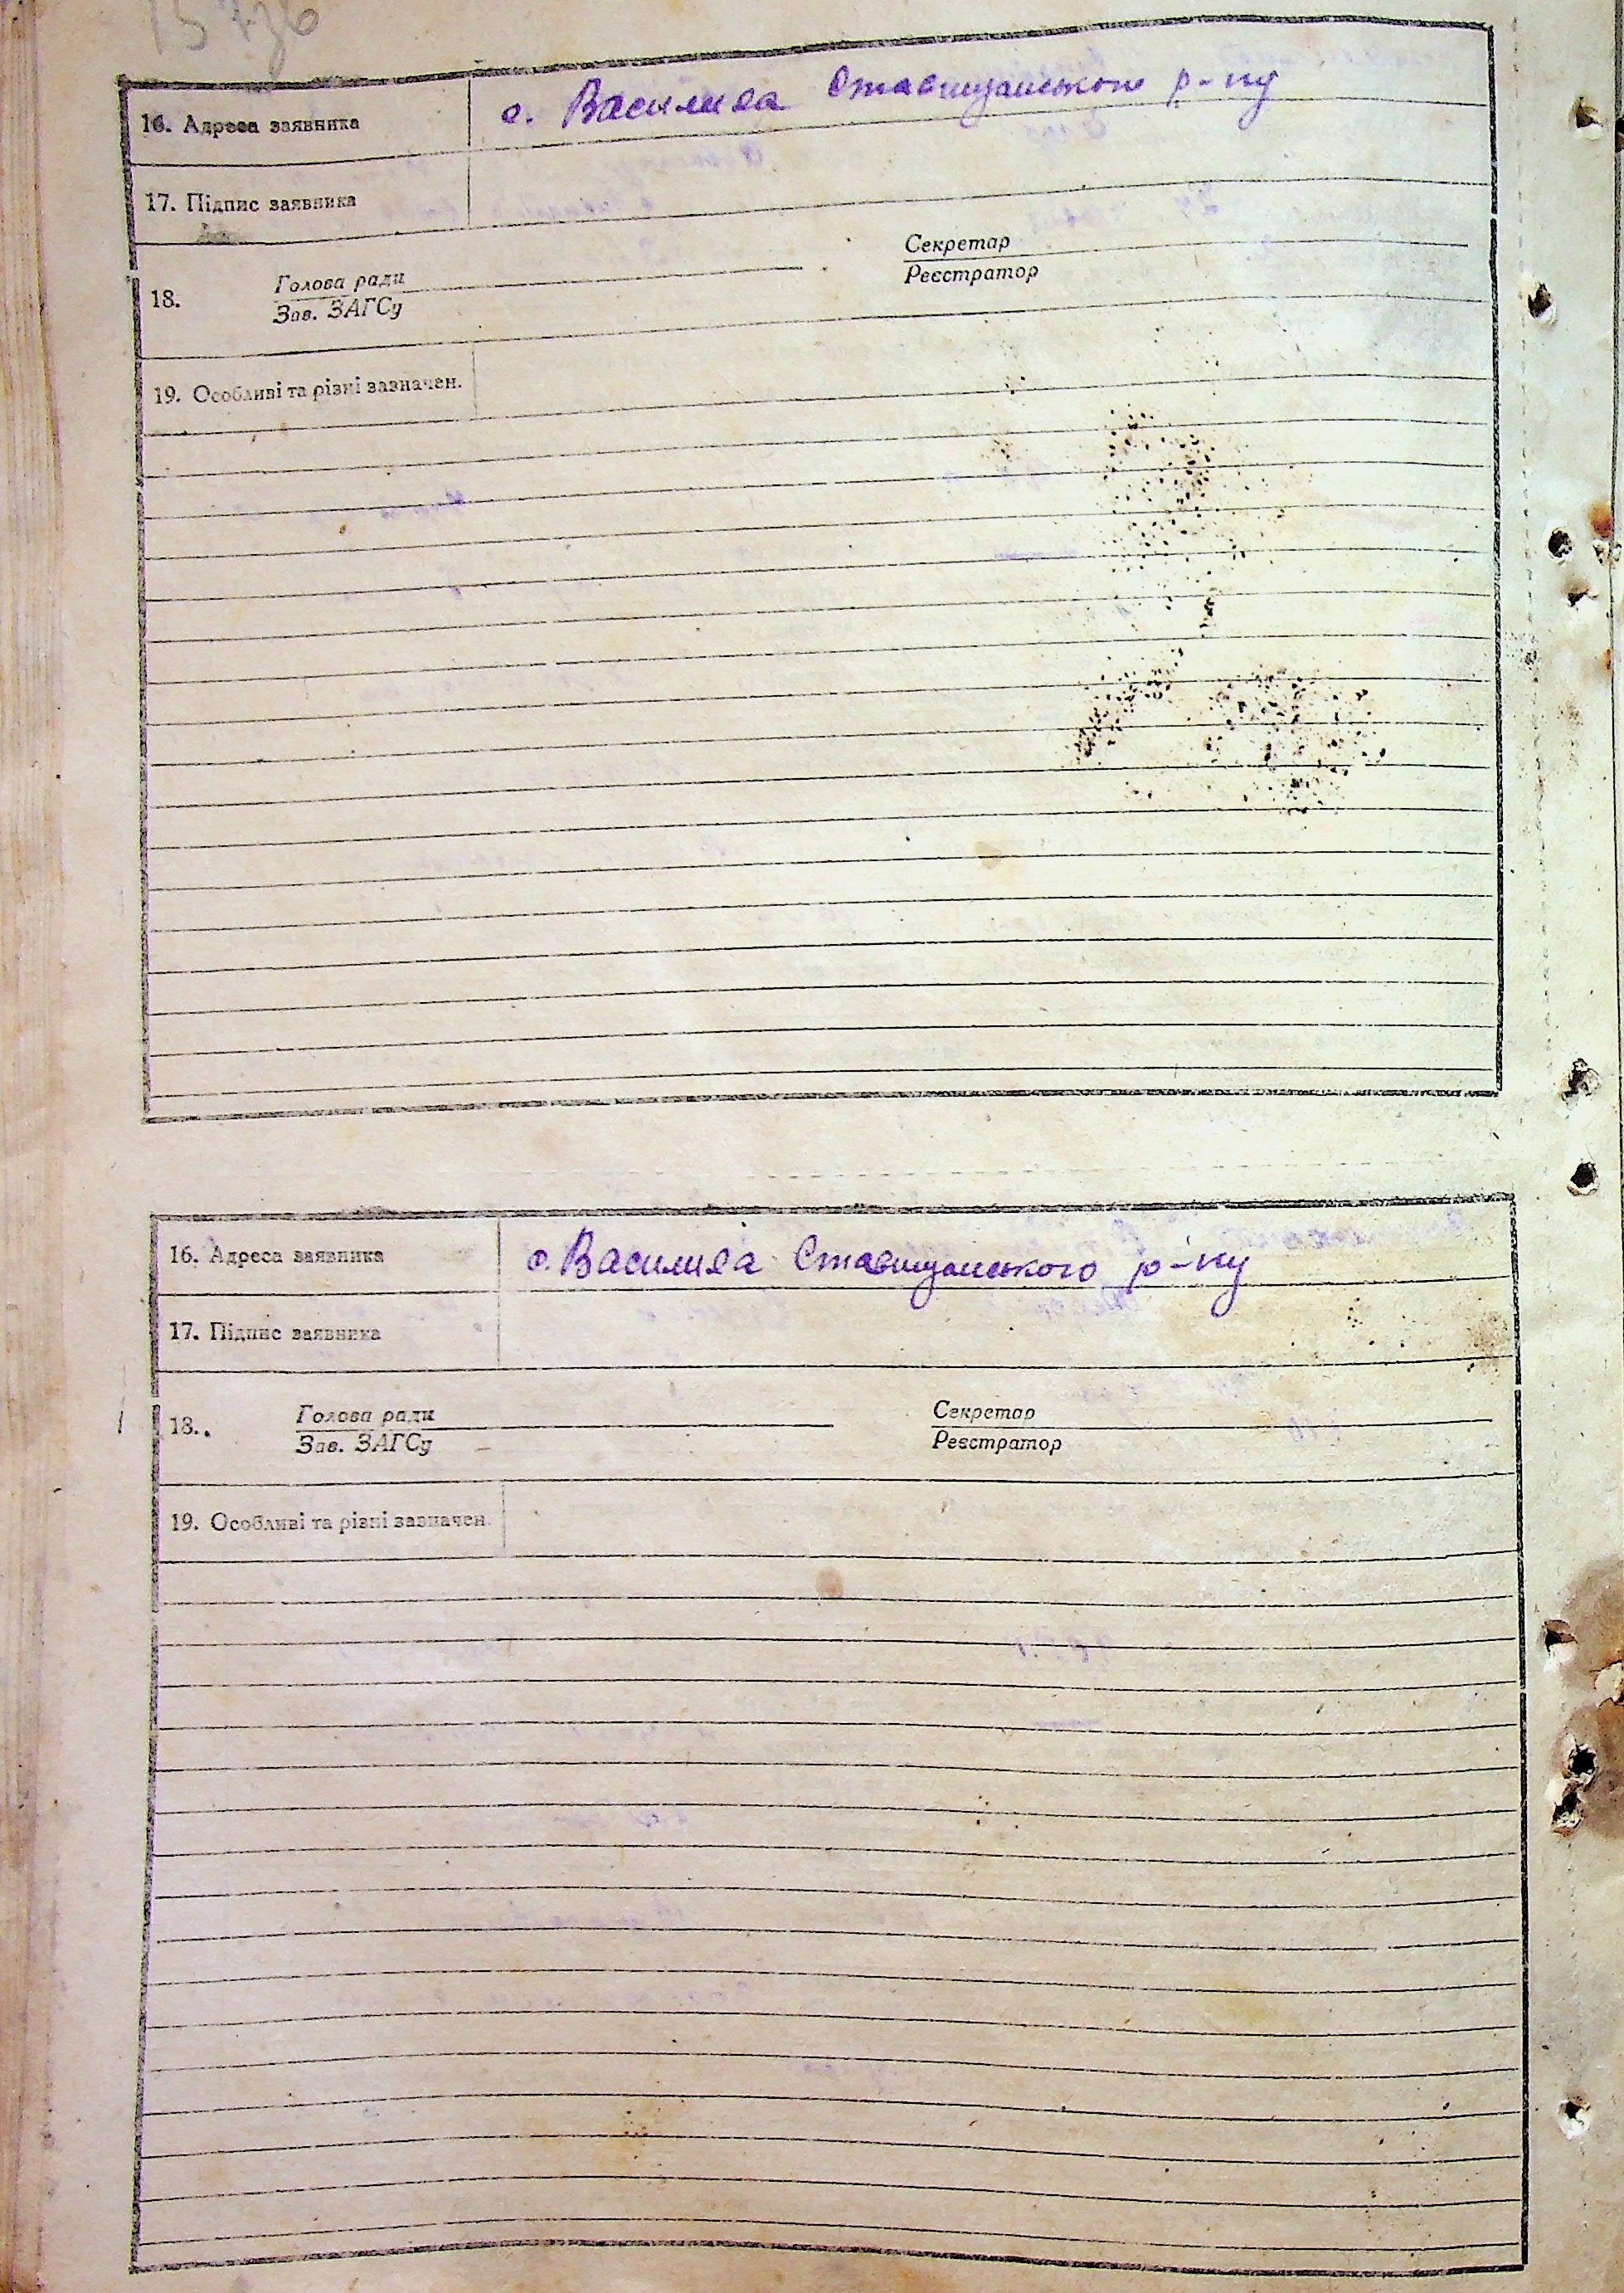 16. Адреса заявника с. Василиха Ставищанського р-ну
17. Підпис заявника
18. Голова ради Секретар
Зав. ЗАГСу Реєстратор
19. Особливі та різні зазначен.
16. Адреса заявника с. Василиха Ставищанського р-ну
17. Підпис заявника
18. Голова ради Секретар
Зав. ЗАГСу Реєстратор
19. Особливі та різні зазначен.